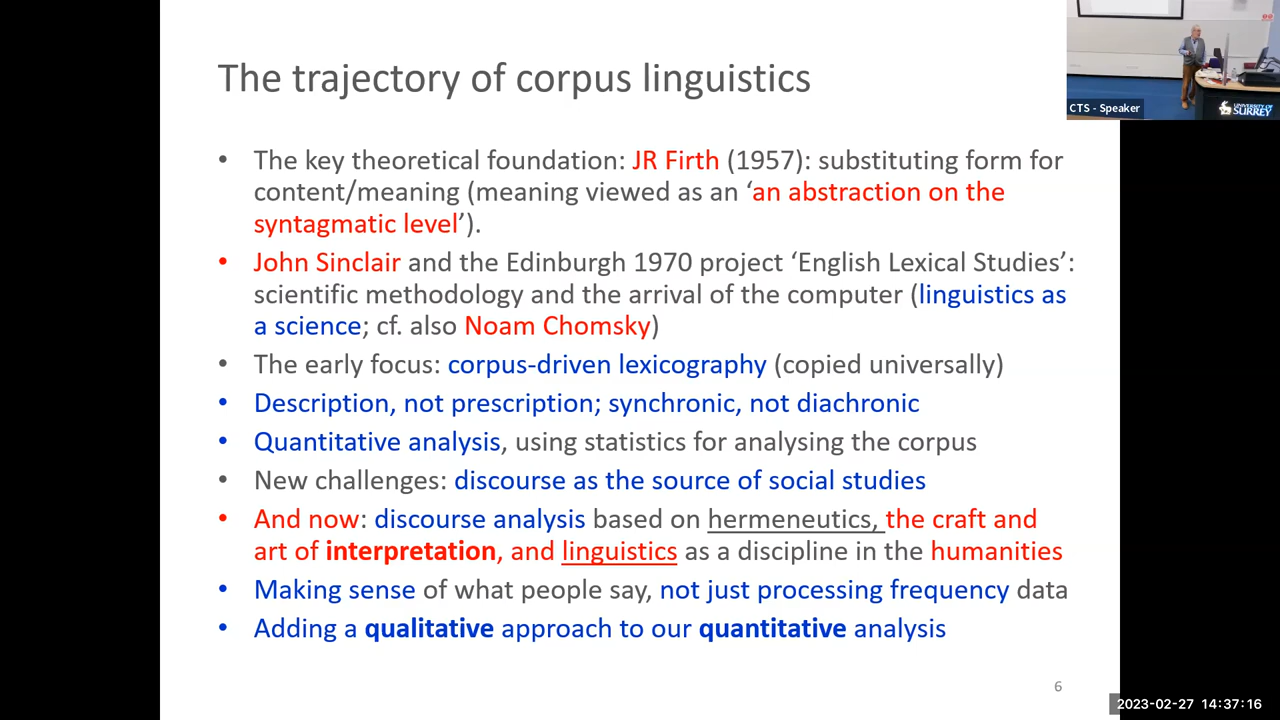 The trajectory of corpus linguistics
• The key theoretical foundation: JR Firth (1957): substituting form for
content/meaning (meaning viewed as an ‘an abstraction on the
syntagmatic level’).
• John Sinclair and the Edinburgh 1970 project ‘English Lexical Studies’:
scientific methodology and the arrival of the computer (linguistics as
a science; cf. also Noam Chomsky)
• The early focus: corpus-driven lexicography (copied universally)
• Description, not prescription; synchronic, not diachronic
• Quantitative analysis, using statistics for analysing the corpus
• New challenges: discourse as the source of social studies
• And now: discourse analysis based on hermeneutics, the craft and
art of interpretation, and linguistics as a discipline in the humanities
• Making sense of what people say, not just processing frequency data
• Adding a qualitative approach to our quantitative analysis
6
CTS - Speaker
UNIVERSITY OF
SURREY
2023-02-27 14:37:16